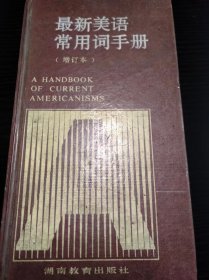 最新美语
常用词手册
(增订本)
A HANDBOOK
OF CURRENT
AMERICANISMS
湖南教育出版社